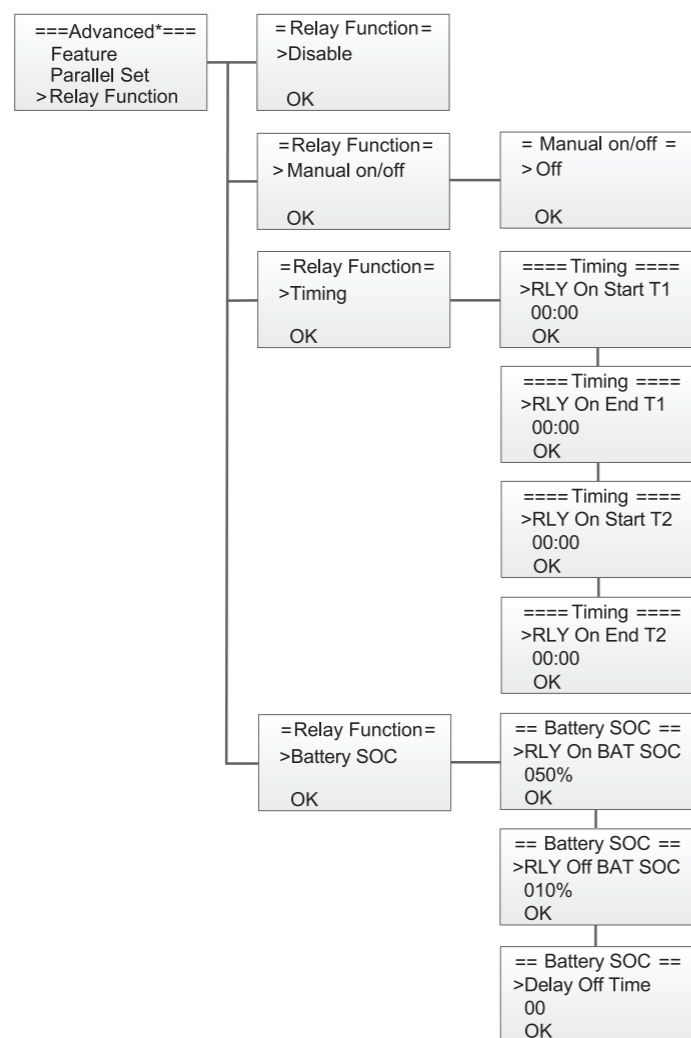 ===Advanced*===
Feature
Parallel Set
>Relay Function
=Relay Function=
>Disable
OK
=Relay Function=
>Manual on/off
OK
= Manual on/off =
>Off
OK
=Relay Function=
>Timing
OK
====Timing ====
>RLY On Start T1
00:00
OK
====Timing ====
>RLY On End T1
00:00
OK
====Timing ====
>RLY On Start T2
00:00
OK
====Timing ====
>RLY On End T2
00:00
OK
=Relay Function=
>Battery SOC
OK
== Battery SOC ==
>RLY On BAT SOC
050%
OK
== Battery SOC ==
>RLY Off BAT SOC
010%
OK
== Battery SOC ==
>Delay Off Time
00
OK